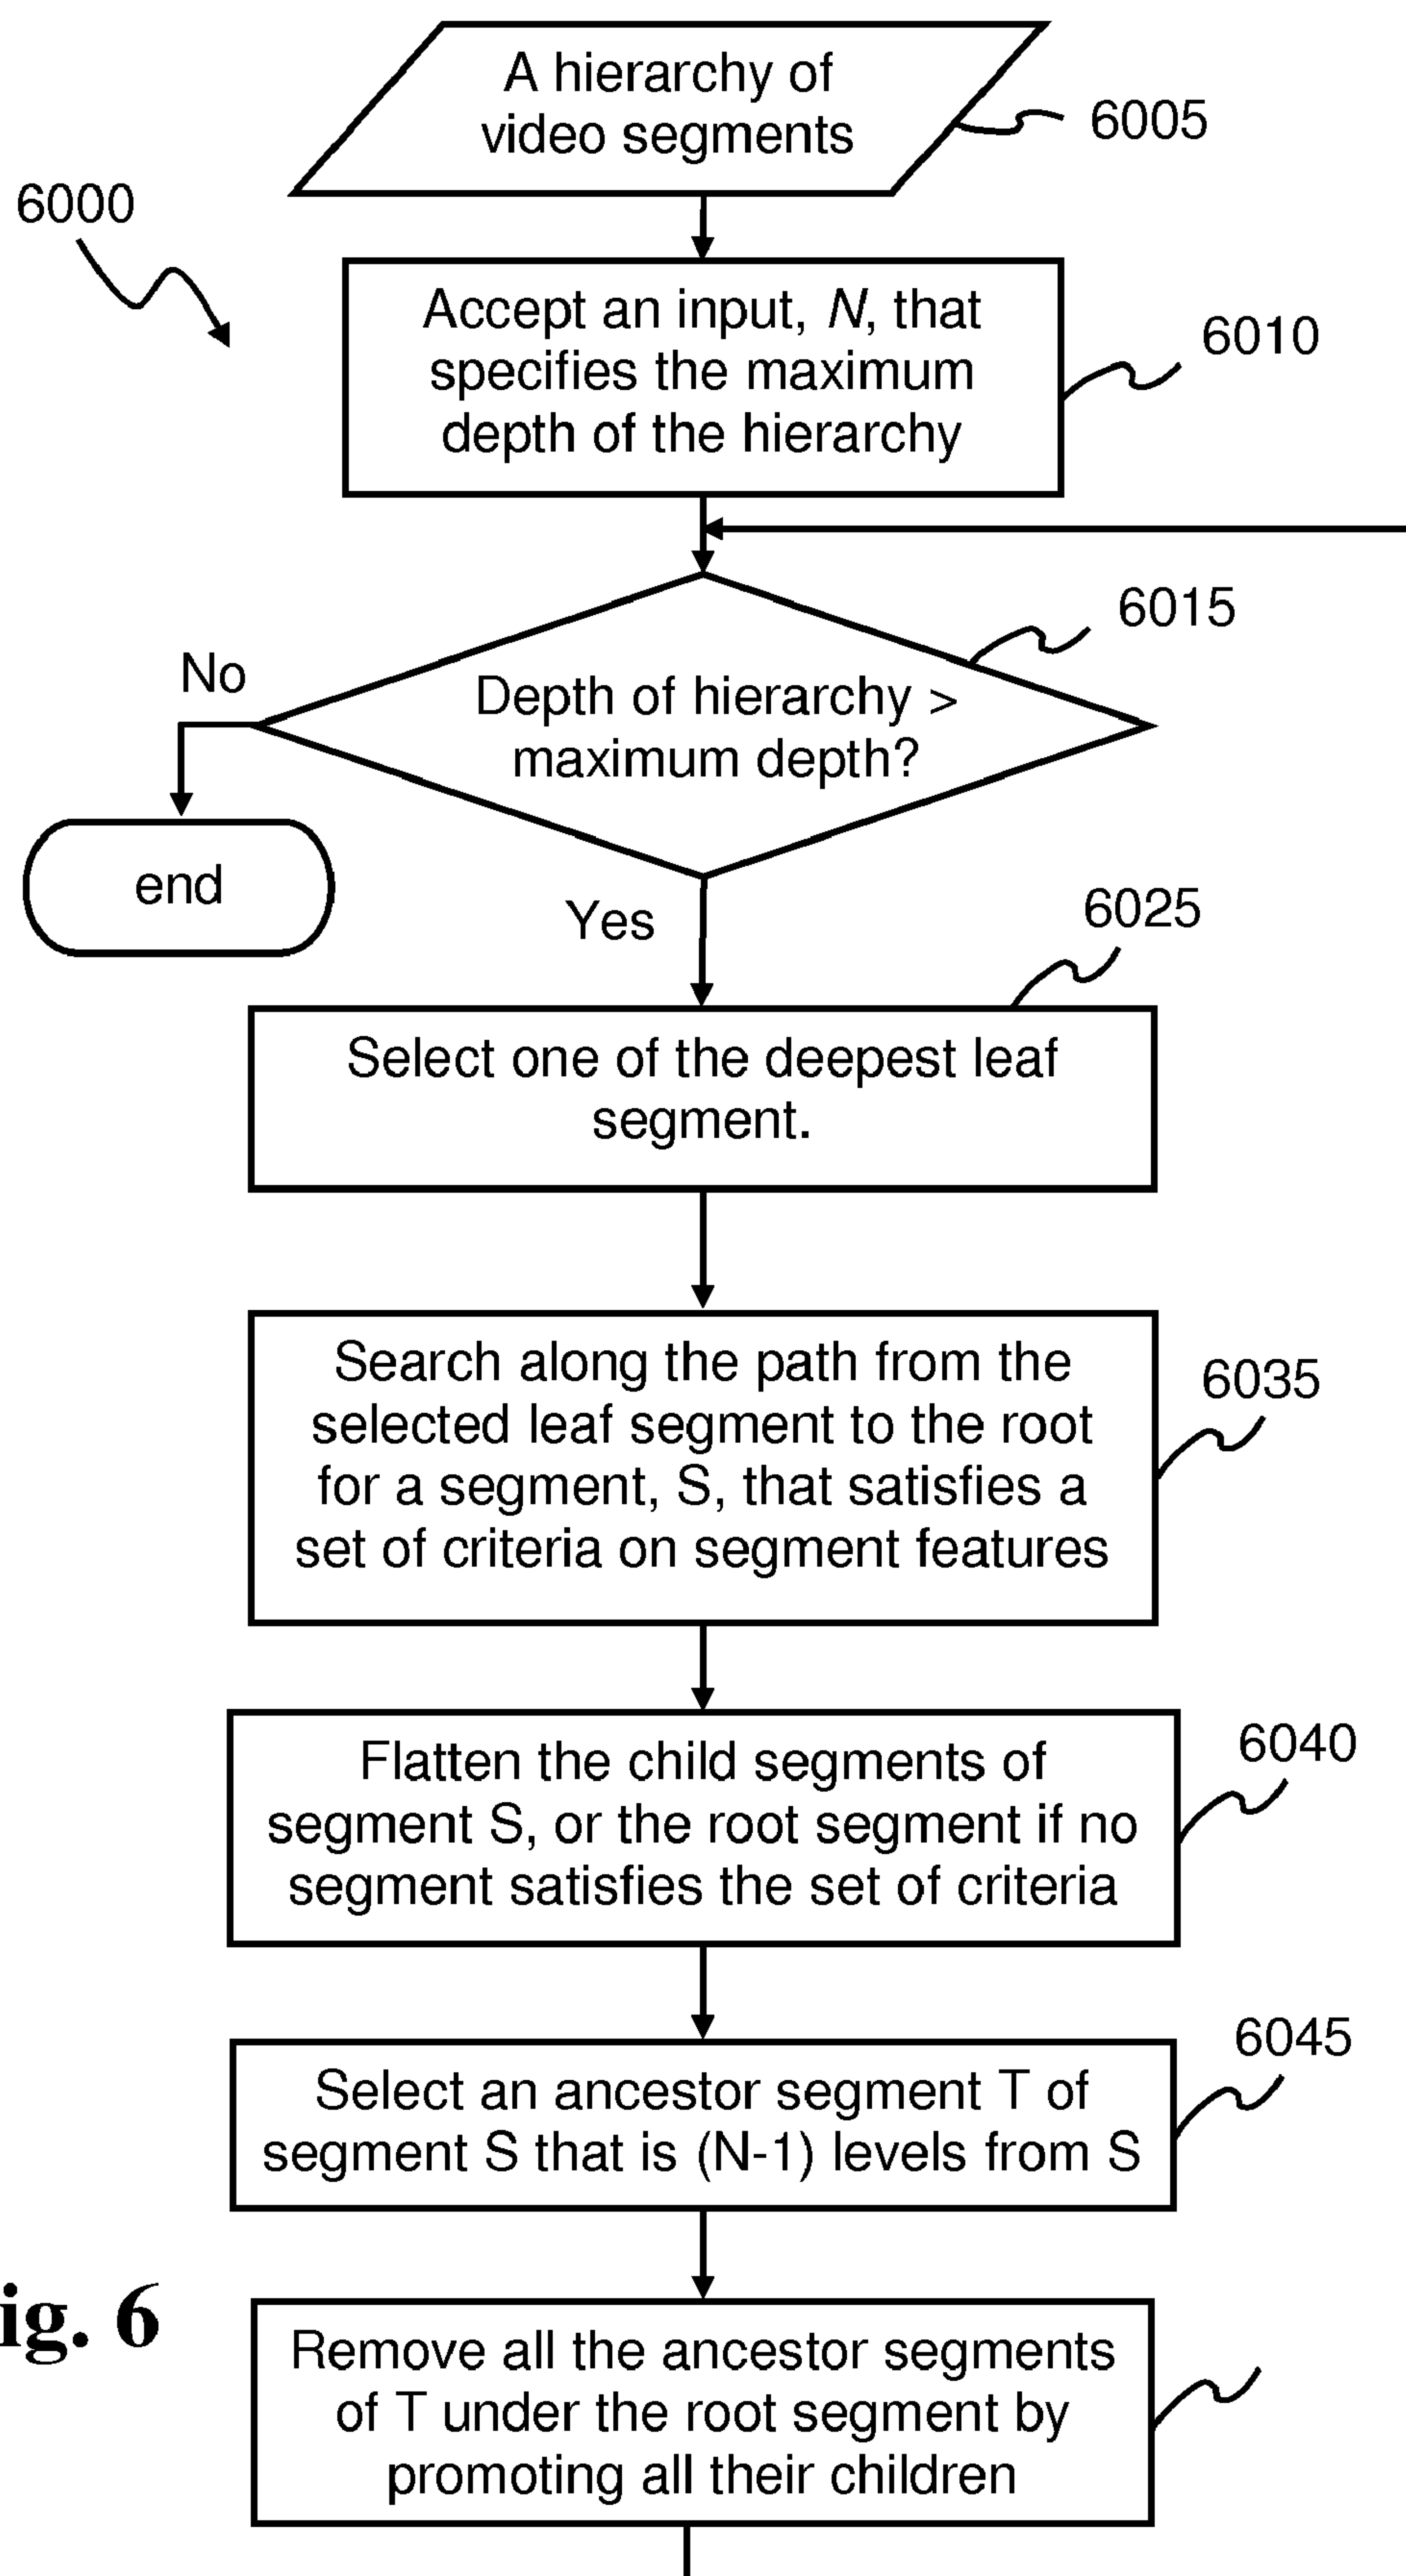 A hierarchy of
video segments
6005
6000
Accept an input, N, that
specifies the maximum
depth of the hierarchy
6010
6015
No
Depth of hierarchy >
maximum depth?
end
Yes
6025
Select one of the deepest leaf
segment.
Search along the path from the
selected leaf segment to the root
for a segment, S, that satisfies a
set of criteria on segment features
6035
Flatten the child segments of
segment S, or the root segment if no
segment satisfies the set of criteria
6040
6045
Select an ancestor segment T of
segment S that is (N-1) levels from S
ig. 6
Remove all the ancestor segments
of T under the root segment by
promoting all their children